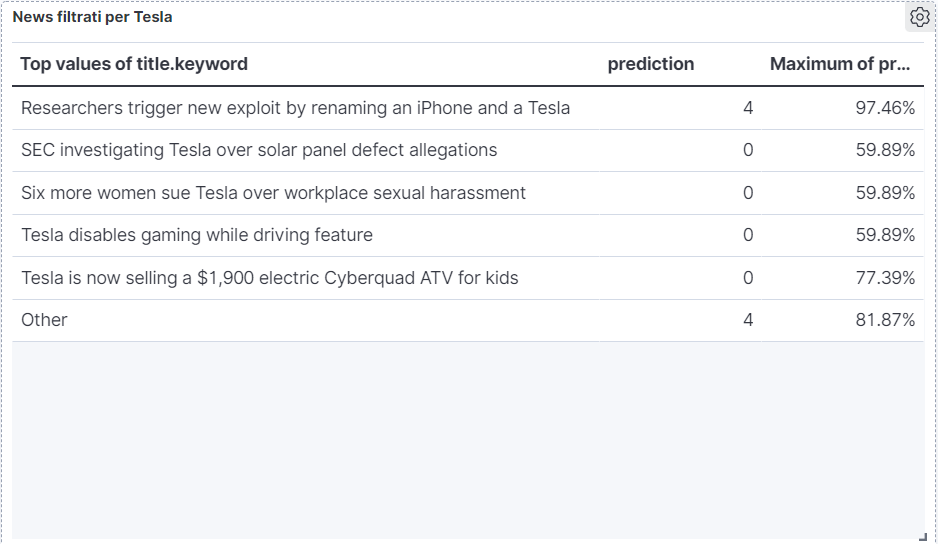 News filtrati per Tesla
Top values of title.keyword prediction Maximum of pr...
Researchers trigger new exploit by renaming an iPhone and a Tesla 4 97.46%
SEC investigating Tesla over solar panel defect allegations 0 59.89%
Six more women sue Tesla over workplace sexual harassment 0 59.89%
Tesla disables gaming while driving feature 0 59.89%
Tesla is now selling a $1,900 electric Cyberquad ATV for kids 0 77.39%
Other 4 81.87%